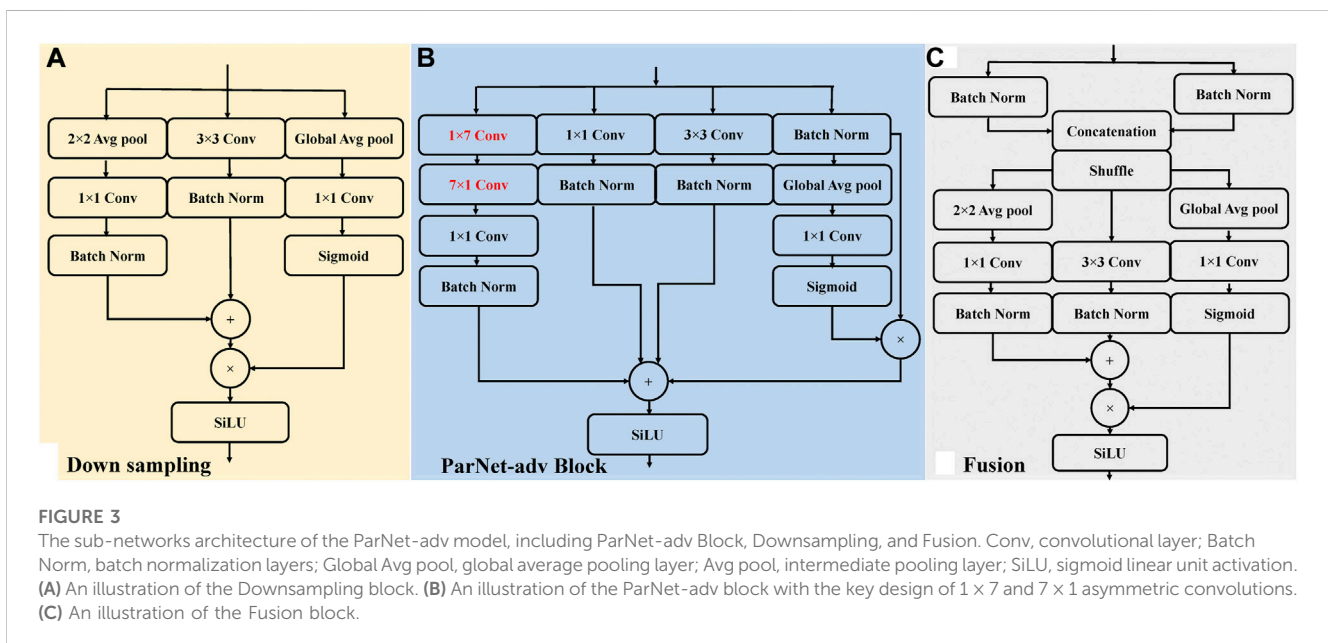 A
2×2 Avg pool
3×3 Conv
Global Avg pool
1×1 Conv
Batch Norm
1×1 Conv
Batch Norm
Sigmoid
+
×
SiLU
Down sampling
B
1×7 Conv
1×1 Conv
3×3 Conv
Batch Norm
7×1 Conv
Batch Norm
Batch Norm
Global Avg pool
1×1 Conv
1×1 Conv
Batch Norm
Sigmoid
×
+
SiLU
ParNet-adv Block
C
Batch Norm
Batch Norm
Concatenation
Shuffle
2×2 Avg pool
Global Avg pool
1×1 Conv
3×3 Conv
1×1 Conv
Batch Norm
Batch Norm
Sigmoid
+
×
SiLU
Fusion
FIGURE 3
The sub-networks architecture of the ParNet-adv model, including ParNet-adv Block, Downsampling, and Fusion. Conv, convolutional layer; Batch
Norm, batch normalization layers; Global Avg pool, global average pooling layer; Avg pool, intermediate pooling layer; SiLU, sigmoid linear unit activation.
(A) An illustration of the Downsampling block. (B) An illustration of the ParNet-adv block with the key design of 1 × 7 and 7 × 1 asymmetric convolutions.
(C) An illustration of the Fusion block.